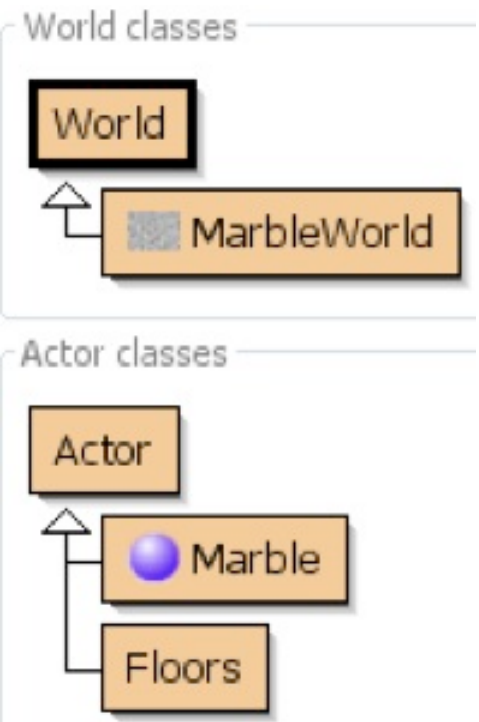 World classes
World
MarbleWorld
Actor classes
Actor
Marble
Floors